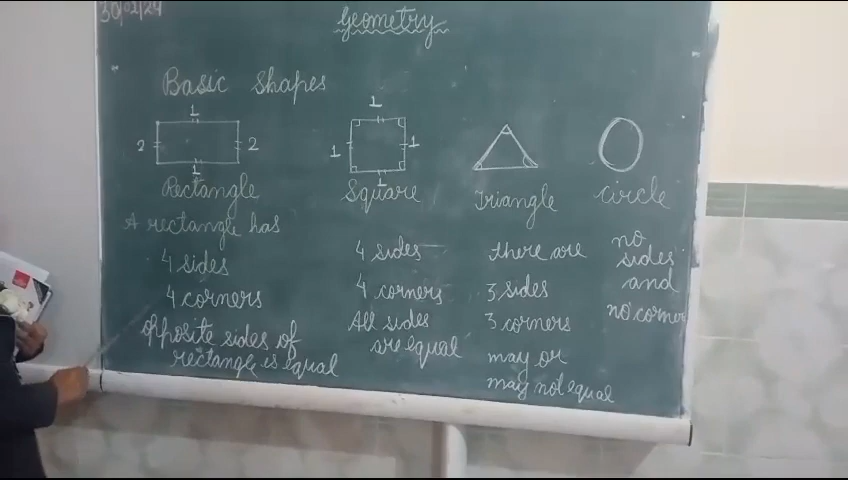 30/01/24
Geometry
Basic Shapes
1
2
2
1
Rectangle
A rectangle has
4 sides
4 corners
opposite sides of
rectangle is equal
1
1
1
1
Square
4 sides
4 corners
All sides
are equal
Triangle
there are
3 sides
3 corners
may or
may not equal
circle
no
sides
and
no corner